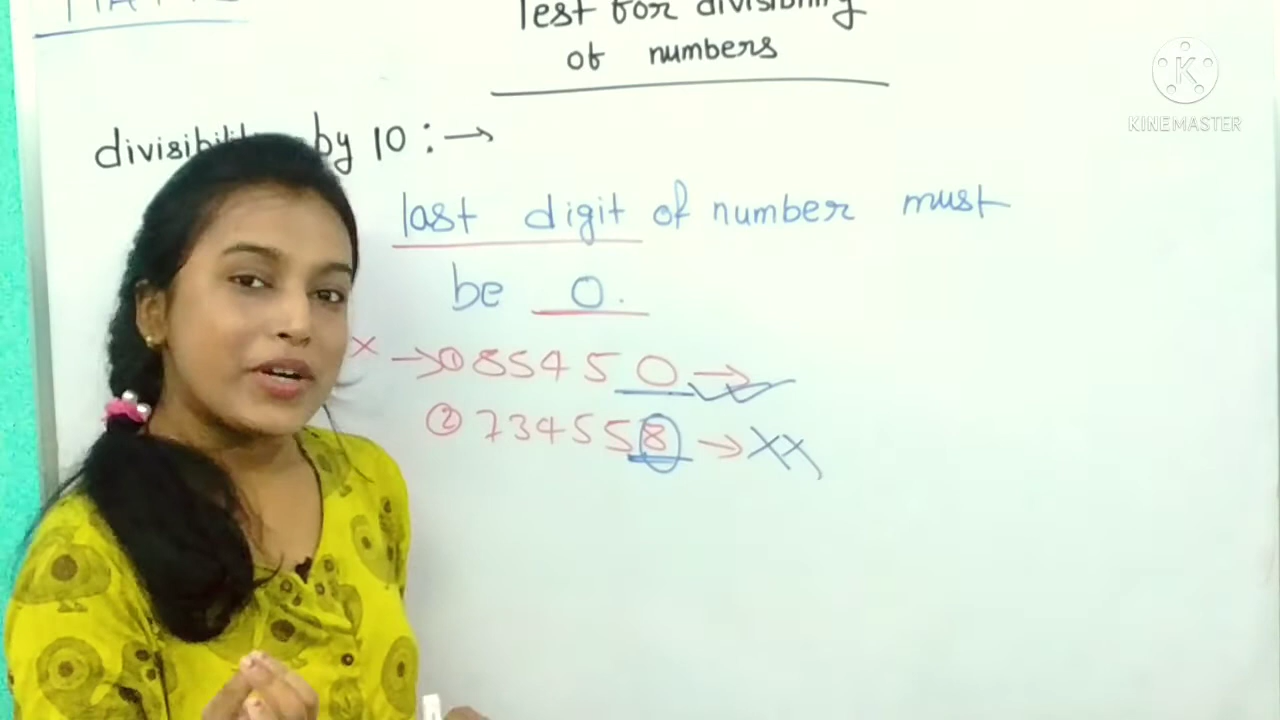 Test for divisibility
of numbers
KINEMASTER
by 10 : →
last digit of number must
be 0.
x → ① 85450 →
② 734558 → XX